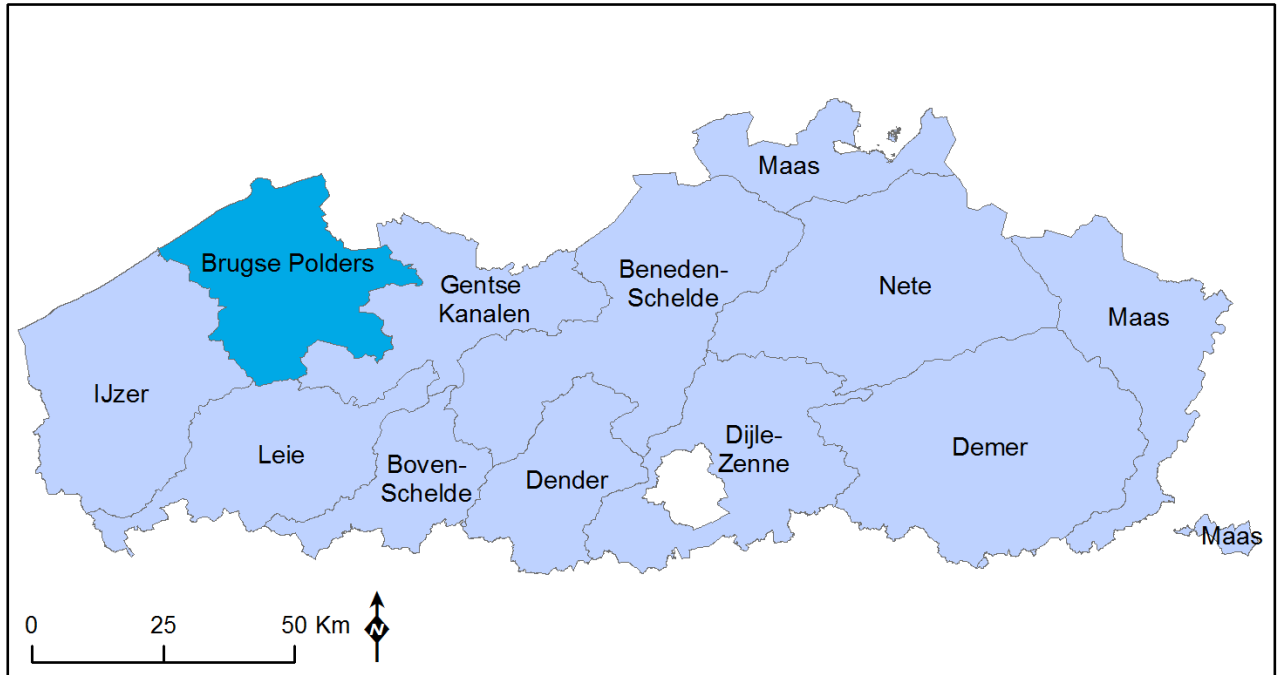 Maas
Brugse Polders
Gentse
Kanalen
Beneden-
Schelde
Nete
Maas
IJzer
Leie
Boven-
Schelde
Dender
Dijle-
Zenne
Demer
Maas
0 25 50 Km
N